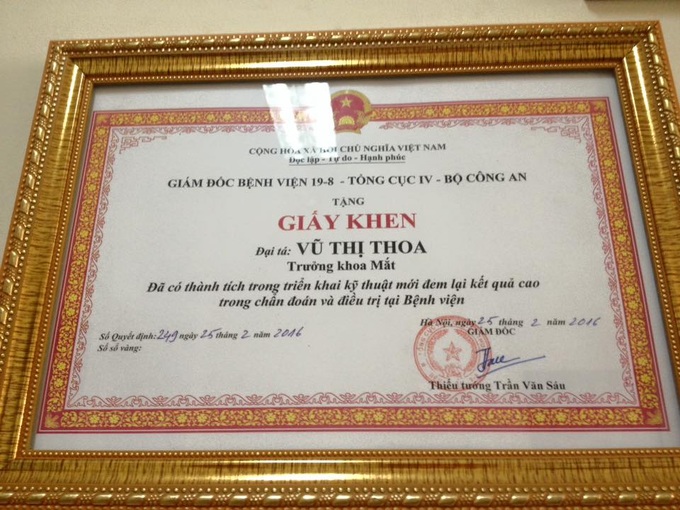 CỘNG HÒA XÃ HỘI CHỦ NGHĨA VIỆT NAM
Độc lập - Tự do - Hạnh phúc
GIÁM ĐỐC BỆNH VIỆN 19-8 - TỔNG CỤC IV - BỘ CÔNG AN
TẶNG
GIẤY KHEN
Đại tá: VŨ THỊ THOA
Trưởng khoa Mắt
Đã có thành tích trong triển khai kỹ thuật mới đem lại kết quả cao
trong chẩn đoán và điều trị tại Bệnh viện
Số Quyết định: 249 ngày 25 tháng 2 năm 2016
Số sổ vàng:
Hà Nội, ngày 25 tháng 2 năm 2016
GIÁM ĐỐC
Thiếu tướng Trần Văn Sáu